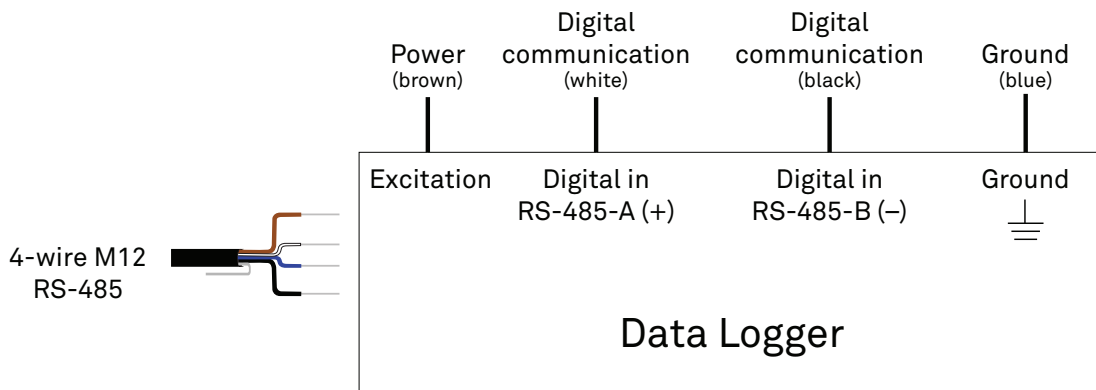 Power
(brown)
Digital
communication
(white)
Digital
communication
(black)
Ground
(blue)
Excitation
Digital in
RS-485-A (+)
Digital in
RS-485-B (–)
Ground
4-wire M12
RS-485
Data Logger